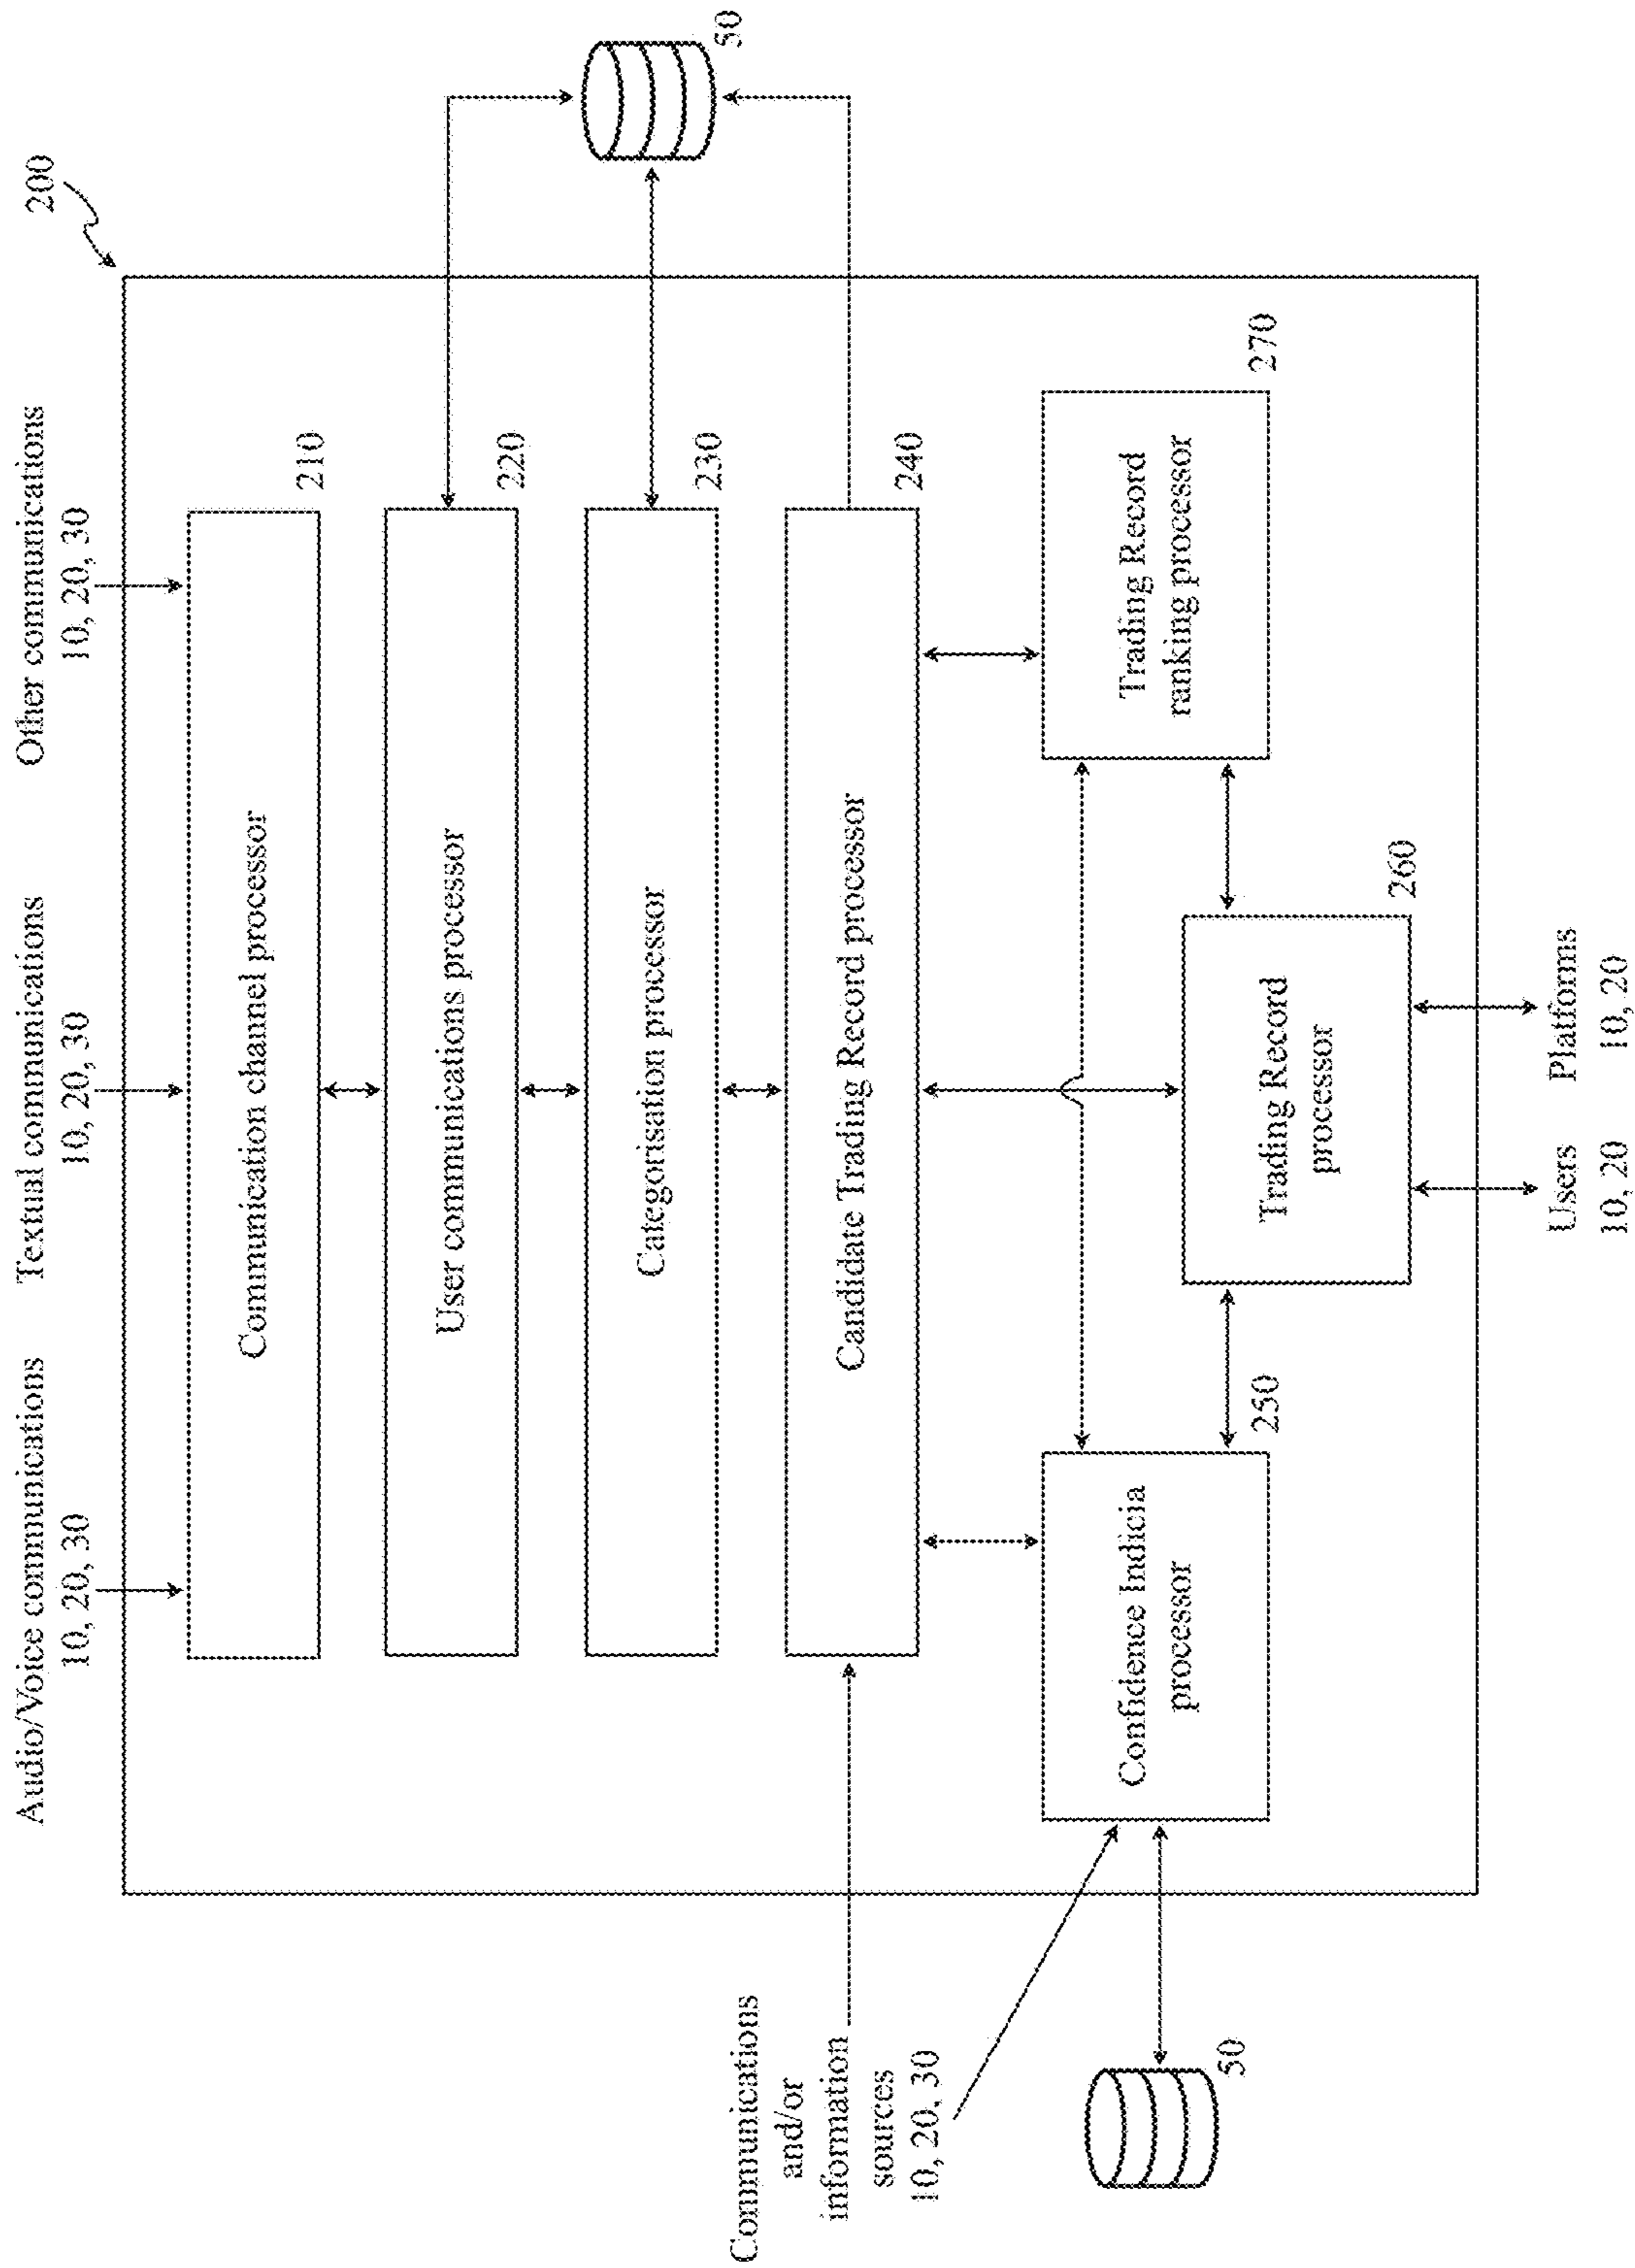 200
Audio/Voice communications
10, 20, 30
Textual communications
10, 20, 30
Other communications
10, 20, 30
Communication channel processor
210
User communications processor
220
Categorisation processor
230
50
Candidate Trading Record processor
240
Communications
and/or
information
sources
10, 20, 30
50
Confidence Indicia
processor
250
Trading Record
processor
260
Trading Record
ranking processor
270
Users
10, 20
Platforms
10, 20